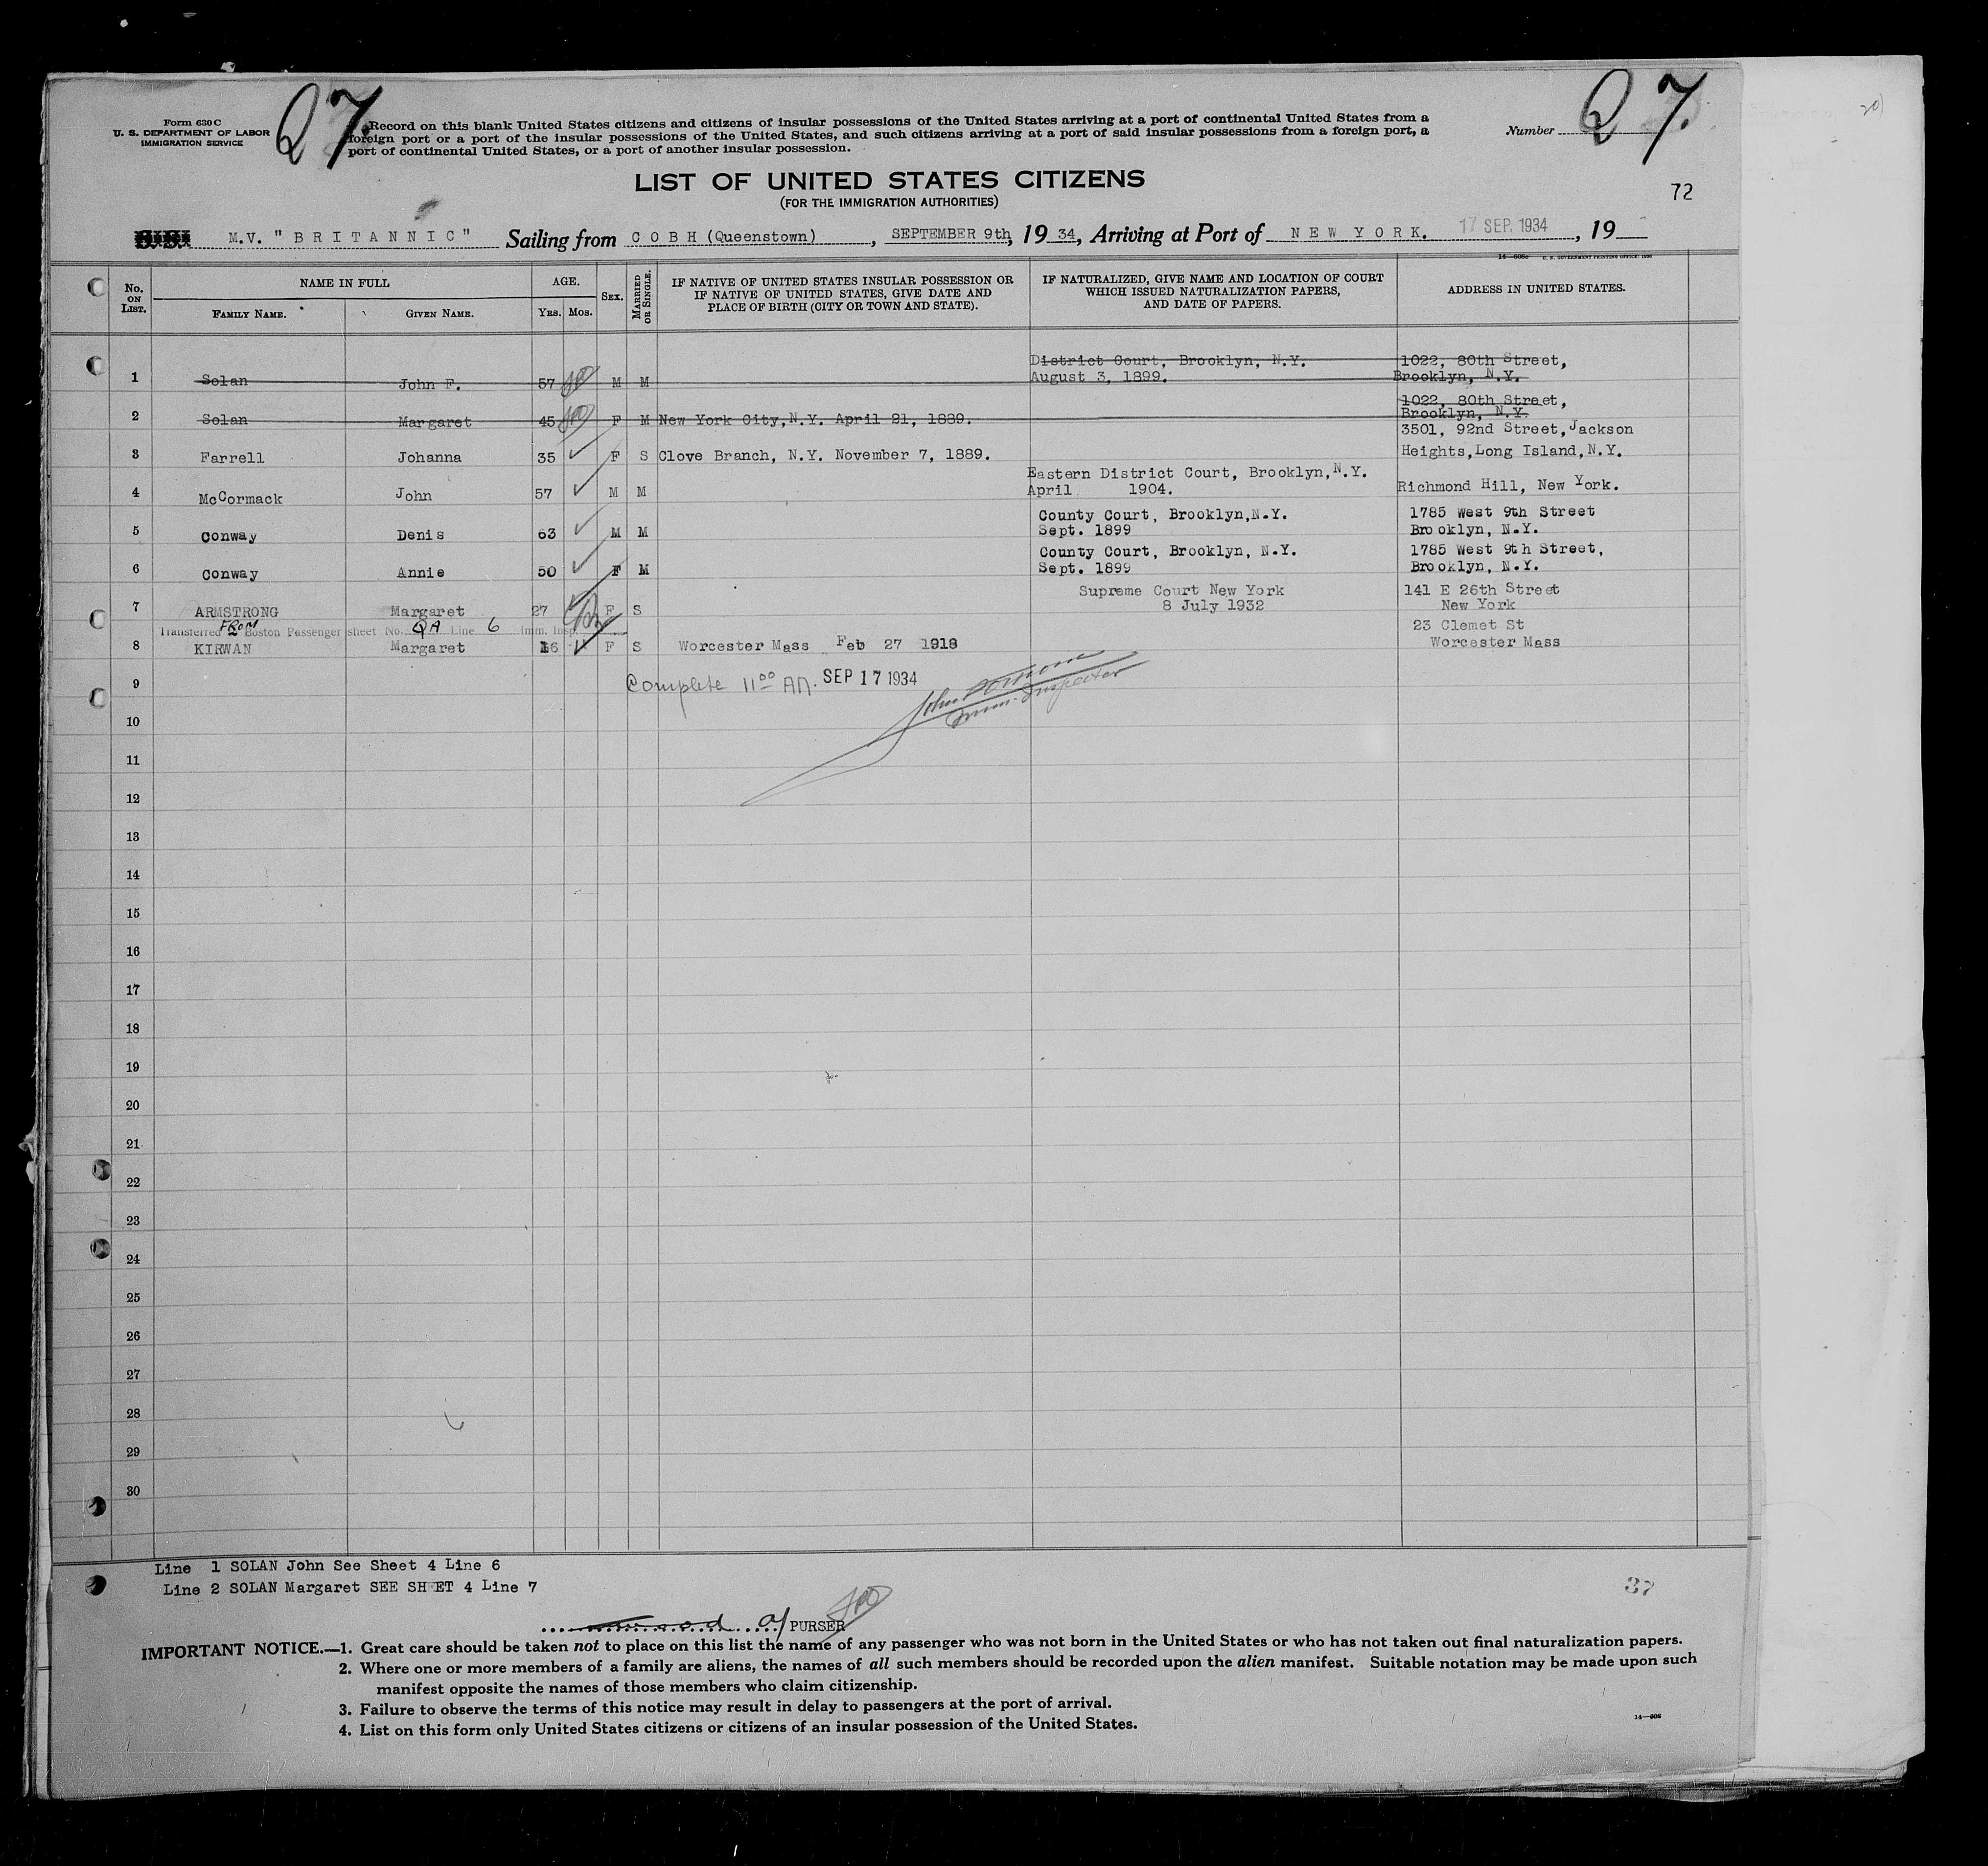 27.
27.
Form 630 C
U. S. DEPARTMENT OF LABOR
IMMIGRATION SERVICE
Record on this blank United States citizens and citizens of insular possessions of the United States arriving at a port of continental United States from a
foreign port or a port of the insular possessions of the United States, and such citizens arriving at a port of said insular possessions from a foreign port, a
port of continental United States, or a port of another insular possession.
Number
LIST OF UNITED STATES CITIZENS
(FOR THE IMMIGRATION AUTHORITIES)
72
M.V. " B R I T A N N I C " Sailing from C O B H (Queenstown), SEPTEMBER 9th, 19 34, Arriving at Port of N E W Y O R K. 17 SEP. 1934, 19
No. ON LIST. NAME IN FULL AGE. SEX. MARRIED OR SINGLE. IF NATIVE OF UNITED STATES INSULAR POSSESSION OR IF NATIVE OF UNITED STATES, GIVE DATE AND PLACE OF BIRTH (CITY OR TOWN AND STATE). IF NATURALIZED, GIVE NAME AND LOCATION OF COURT WHICH ISSUED NATURALIZATION PAPERS, AND DATE OF PAPERS. ADDRESS IN UNITED STATES.
FAMILY NAME. GIVEN NAME. YRS. MOS.
District Court, Brooklyn, N.Y. 1022, 80th Street,
1 Solan John F. 57 M M August 3, 1899. Brooklyn, N.Y.
1022, 80th Street,
2 Solan Margaret 45 F M New York City, N.Y. April 21, 1889. Brooklyn, N.Y.
3501, 92nd Street, Jackson
3 Farrell Johanna 35 F S Clove Branch, N.Y. November 7, 1889. Heights, Long Island, N.Y.
Eastern District Court, Brooklyn, N.Y.
4 McCormack John 57 M M April 1904. Richmond Hill, New York.
County Court, Brooklyn, N.Y. 1785 West 9th Street
5 Conway Denis 63 M M Sept. 1899 Brooklyn, N.Y.
County Court, Brooklyn, N.Y. 1785 West 9th Street,
6 Conway Annie 50 F M Sept. 1899 Brooklyn, N.Y.
Supreme Court New York 141 E 26th Street
7 ARMSTRONG Margaret 27 F S 8 July 1932 New York
Transferred FROM Boston Passenger sheet No. QA Line 6 Imm. Insp. 23 Clemet St
8 KIRWAN Margaret 16 F S Worcester Mass Feb 27 1918 Worcester Mass
9 Complete 11 00 AM. SEP 17 1934
Imm. Inspector
10
11
12
13
14
15
16
17
18
19
20
21
22
23
24
25
26
27
28
29
30
Line 1 SOLAN John See Sheet 4 Line 6
Line 2 SOLAN Margaret SEE SHEET 4 Line 7
37
PURSER
IMPORTANT NOTICE.—1. Great care should be taken not to place on this list the name of any passenger who was not born in the United States or who has not taken out final naturalization papers.
2. Where one or more members of a family are aliens, the names of all such members should be recorded upon the alien manifest. Suitable notation may be made upon such
manifest opposite the names of those members who claim citizenship.
3. Failure to observe the terms of this notice may result in delay to passengers at the port of arrival.
4. List on this form only United States citizens or citizens of an insular possession of the United States.